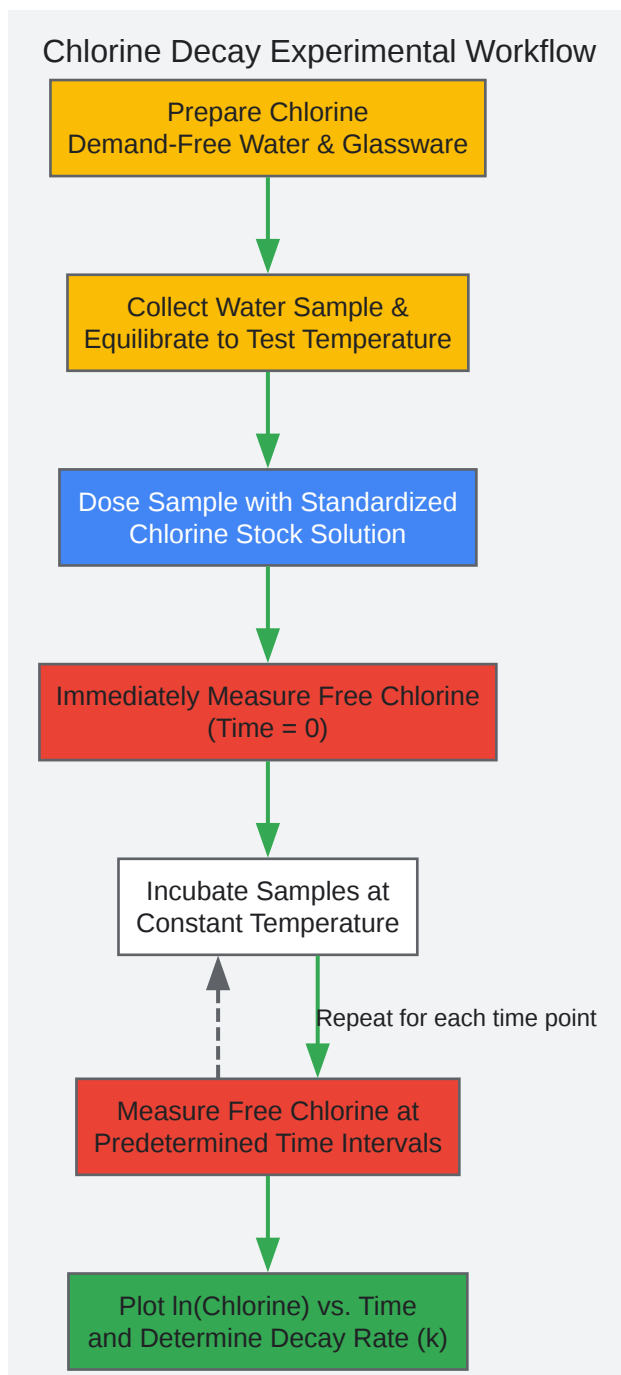 Chlorine Decay Experimental Workflow
Prepare Chlorine
Demand-Free Water & Glassware
Collect Water Sample &
Equilibrate to Test Temperature
Dose Sample with Standardized
Chlorine Stock Solution
Immediately Measure Free Chlorine
(Time = 0)
Incubate Samples at
Constant Temperature
Repeat for each time point
Measure Free Chlorine at
Predetermined Time Intervals
Plot ln(Chlorine) vs. Time
and Determine Decay Rate (k)